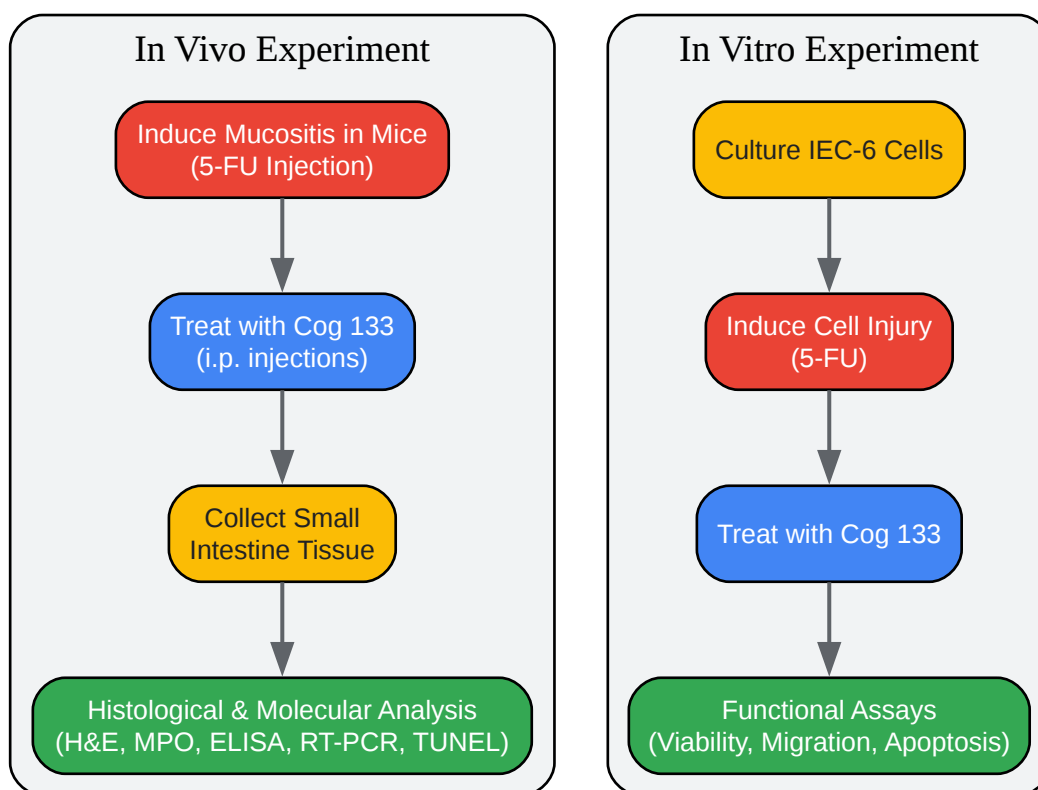 In Vivo Experiment
Induce Mucositis in Mice
(5-FU Injection)
Treat with Cog 133
(i.p. injections)
Collect Small
Intestine Tissue
Histological & Molecular Analysis
(H&E, MPO, ELISA, RT-PCR, TUNEL)
In Vitro Experiment
Culture IEC-6 Cells
Induce Cell Injury
(5-FU)
Treat with Cog 133
Functional Assays
(Viability, Migration, Apoptosis)